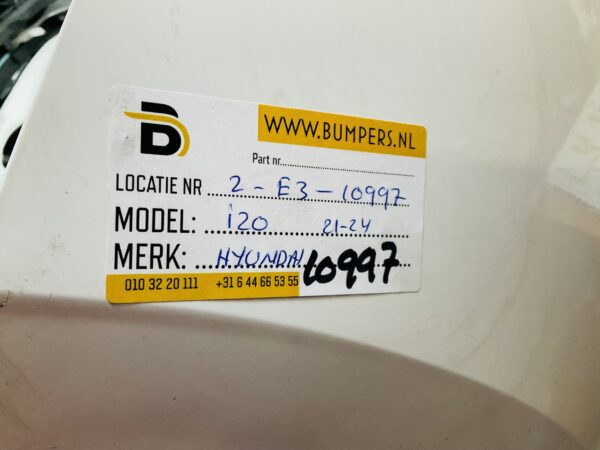 B
WWW.BUMPERS.NL
Part nr
LOCATIE NR 2-E3-10997
MODEL: i20 21-24
MERK: HYUNDAI 10997
010 32 20 111 +31 6 44 66 53 55